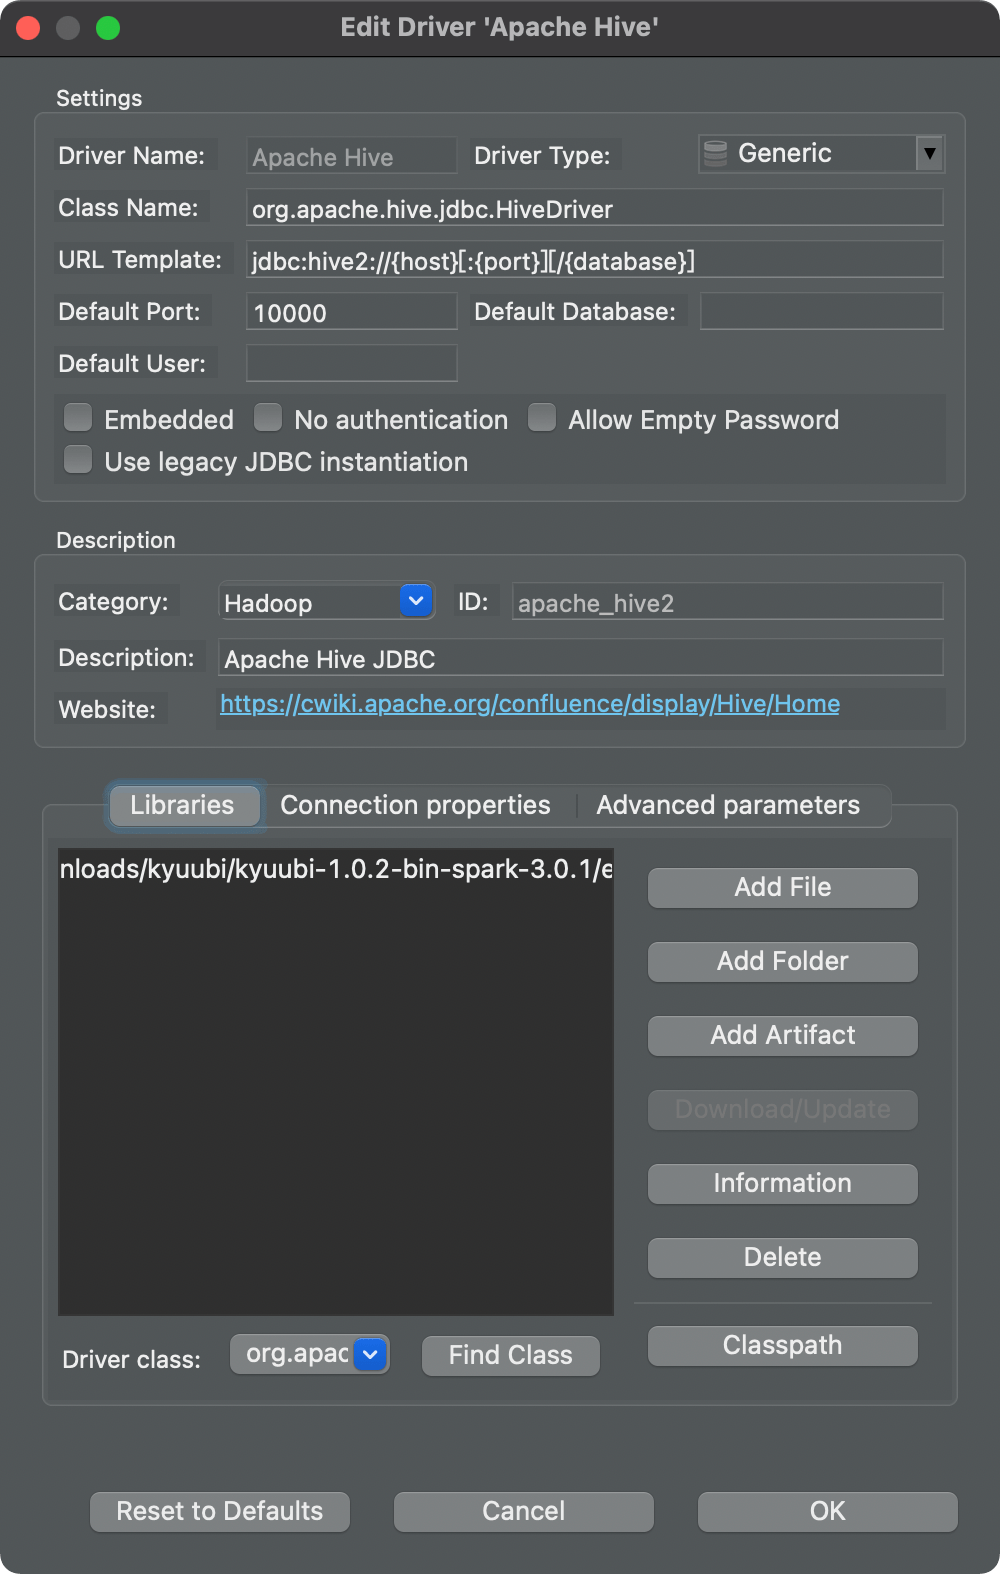 Edit Driver 'Apache Hive'
Settings
Driver Name: Apache Hive Driver Type: Generic
Class Name: org.apache.hive.jdbc.HiveDriver
URL Template: jdbc:hive2://{host}[:{port}][/{database}]
Default Port: 10000 Default Database:
Default User:
Embedded No authentication Allow Empty Password
Use legacy JDBC instantiation
Description
Category: Hadoop ID: apache_hive2
Description: Apache Hive JDBC
Website: https://cwiki.apache.org/confluence/display/Hive/Home
Libraries Connection properties Advanced parameters
nloads/kyuubi/kyuubi-1.0.2-bin-spark-3.0.1/e
Add File
Add Folder
Add Artifact
Download/Update
Information
Delete
Classpath
Driver class: org.apac Find Class
Reset to Defaults Cancel OK